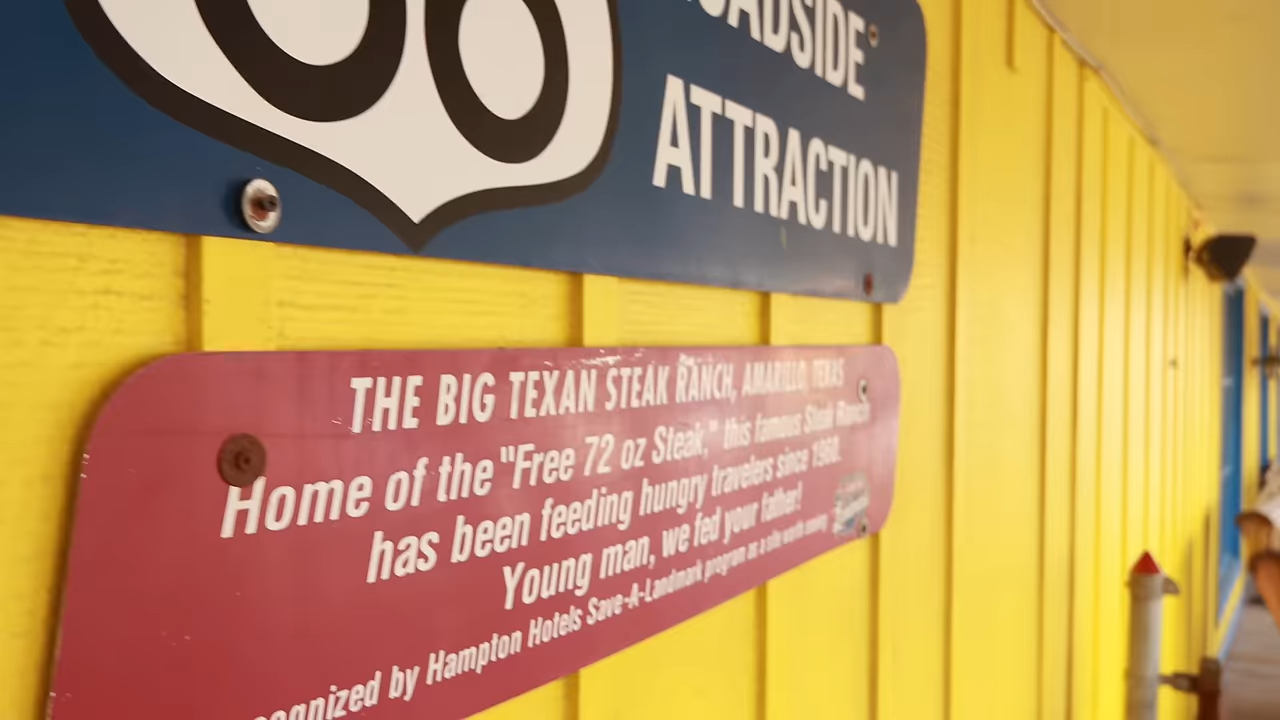 66
ROADSIDE
ATTRACTION
THE BIG TEXAN STEAK RANCH, AMARILLO, TEXAS
Home of the "Free 72 oz Steak," this famous Steak Ranch
has been feeding hungry travelers since 1960.
Young man, we fed your father!
ecognized by Hampton Hotels Save-A-Landmark program as a site worth